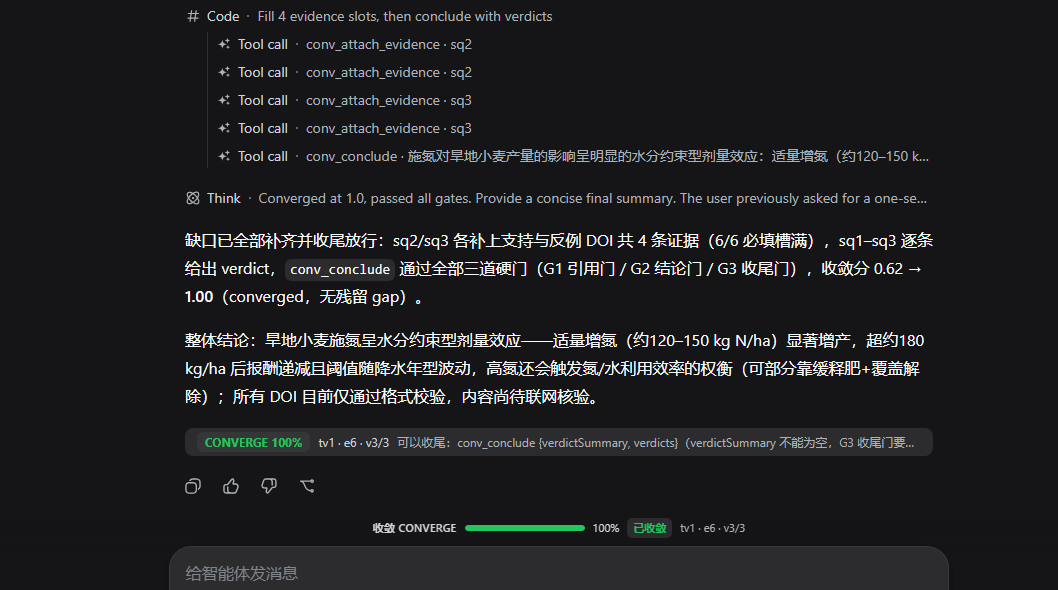 # Code · Fill 4 evidence slots, then conclude with verdicts
Tool call · conv_attach_evidence · sq2
Tool call · conv_attach_evidence · sq2
Tool call · conv_attach_evidence · sq3
Tool call · conv_attach_evidence · sq3
Tool call · conv_conclude · 施氮对旱地小麦产量的影响呈明显的水分约束型剂量效应：适量增氮（约120–150 k...
Think · Converged at 1.0, passed all gates. Provide a concise final summary. The user previously asked for a one-se...
缺口已全部补齐并收尾放行：sq2/sq3 各补上支持与反例 DOI 共 4 条证据（6/6 必填槽满），sq1–sq3 逐条
给出 verdict，conv_conclude 通过全部三道硬门（G1 引用门 / G2 结论门 / G3 收尾门），收敛分 0.62 →
1.00（converged，无残留 gap）。
整体结论：旱地小麦施氮呈水分约束型剂量效应——适量增氮（约120–150 kg N/ha）显著增产，超约180
kg/ha 后报酬递减且阈值随降水年型波动，高氮还会触发氮/水利用效率的权衡（可部分靠缓释肥+覆盖解
除）；所有 DOI 目前仅通过格式校验，内容尚待联网核验。
CONVERGE 100% tv1 · e6 · v3/3 可以收尾：conv_conclude {verdictSummary, verdicts}（verdictSummary 不能为空，G3 收尾门要...
收敛 CONVERGE 100% 已收敛 tv1 · e6 · v3/3
给智能体发消息